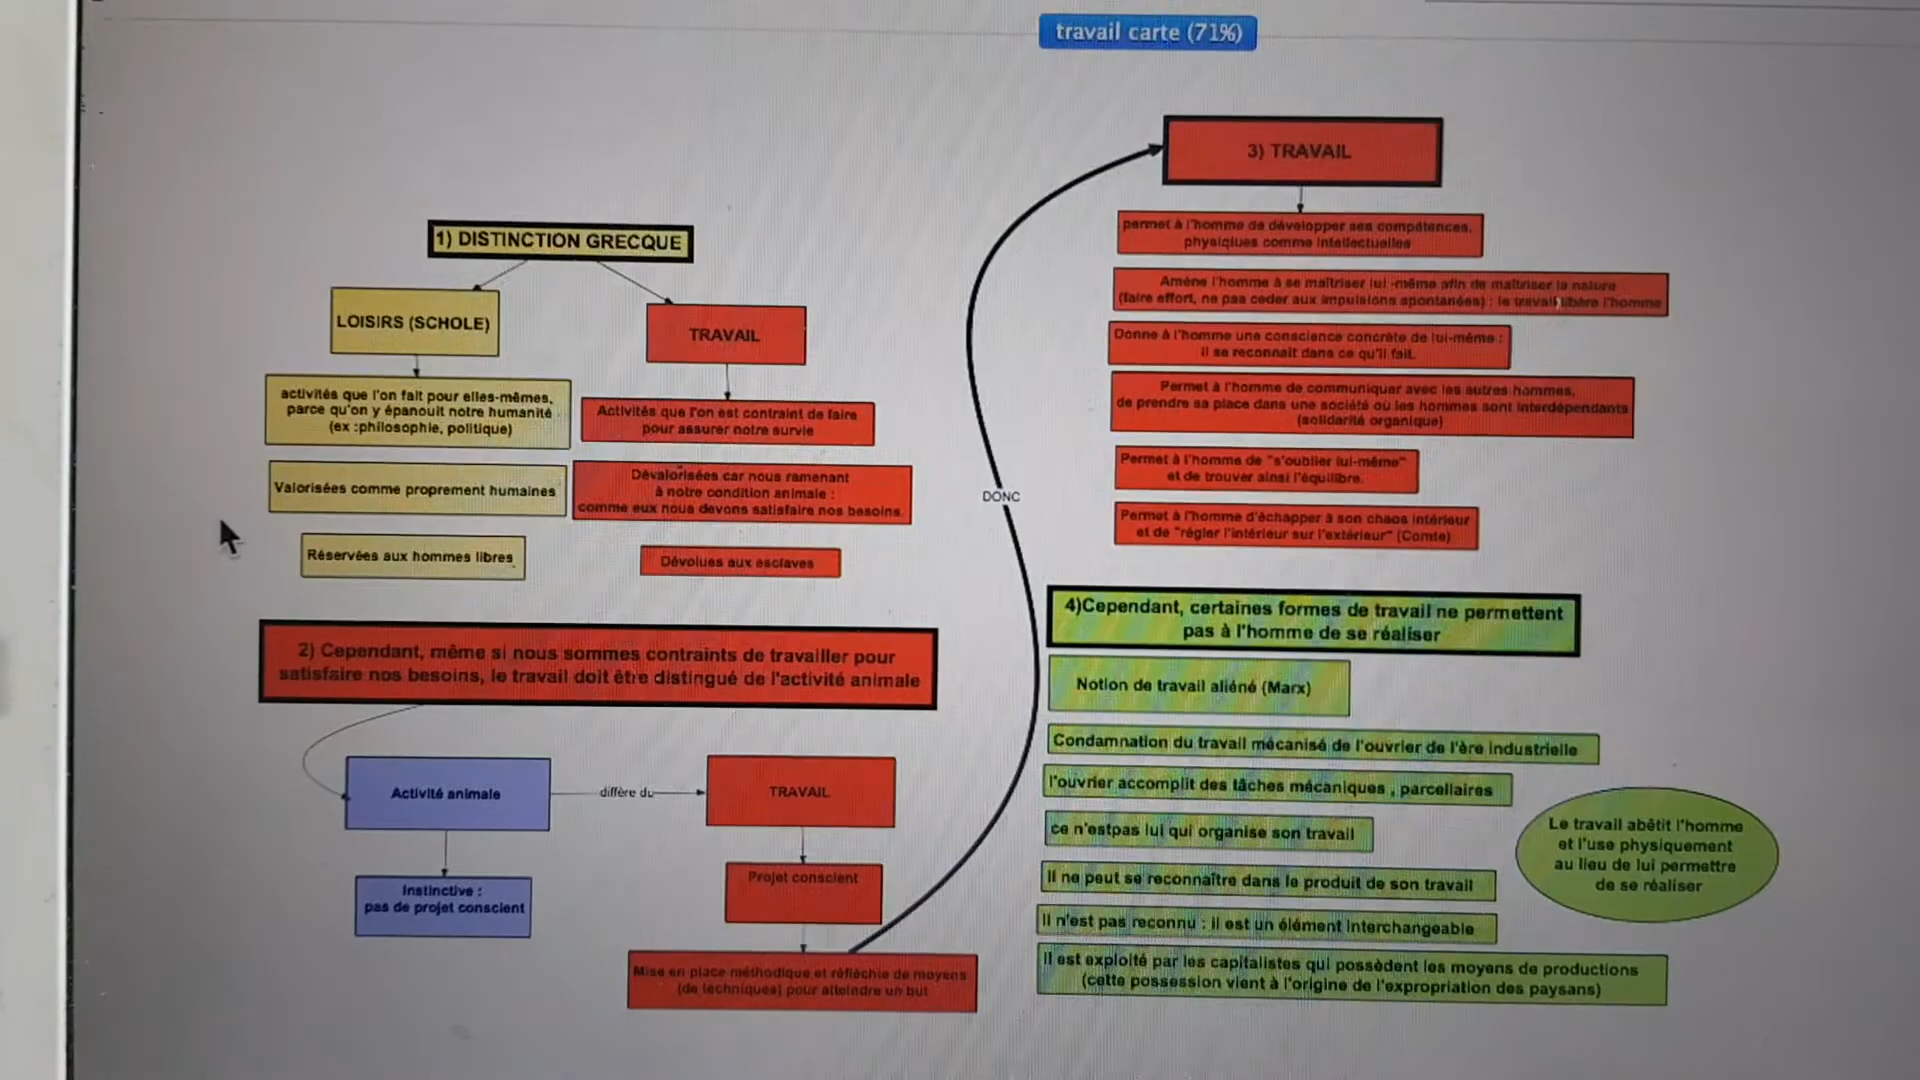 travail carte (71%)
1) DISTINCTION GRECQUE
LOISIRS (SCHOLE)
TRAVAIL
activités que l'on fait pour elles-mêmes,
parce qu'on y épanouit notre humanité
(ex :philosophie, politique)
Activités que l'on est contraint de faire
pour assurer notre survie
Valorisées comme proprement humaines
Dévalorisées car nous ramenant
à notre condition animale :
comme eux nous devons satisfaire nos besoins.
Réservées aux hommes libres
Dévolues aux esclaves
2) Cependant, même si nous sommes contraints de travailler pour
satisfaire nos besoins, le travail doit être distingué de l'activité animale
Activité animale
diffère du
TRAVAIL
Instinctive :
pas de projet conscient
Projet conscient
Mise en place méthodique et réfléchie de moyens
(de techniques) pour atteindre un but
DONC
3) TRAVAIL
permet à l'homme de développer ses compétences,
physiqiues comme intellectuelles
Amène l'homme à se maîtriser lui -même afin de maîtriser la nature
(faire effort, ne pas ceder aux impulsions spontanées) : le travail libère l'homme
Donne à l'homme une conscience concrète de lui-même :
il se reconnait dans ce qu'il fait.
Permet à l'homme de communiquer avec les autres hommes,
de prendre sa place dans une société où les hommes sont interdépendants
(solidarité organique)
Permet à l'homme de "s'oublier lui-même"
et de trouver ainsi l'équilibre.
Permet à l'homme d'échapper à son chaos intérieur
et de "régler l'intérieur sur l'extérieur" (Comte)
4)Cependant, certaines formes de travail ne permettent
pas à l'homme de se réaliser
Notion de travail aliéné (Marx)
Condamnation du travail mécanisé de l'ouvrier de l'ère industrielle
l'ouvrier accomplit des tâches mécaniques , parcellaires
ce n'estpas lui qui organise son travail
Il ne peut se reconnaître dans le produit de son travail
Il n'est pas reconnu : il est un élément interchangeable
Il est exploité par les capitalistes qui possèdent les moyens de productions
(cette possession vient à l'origine de l'expropriation des paysans)
Le travail abêtit l'homme
et l'use physiquement
au lieu de lui permettre
de se réaliser